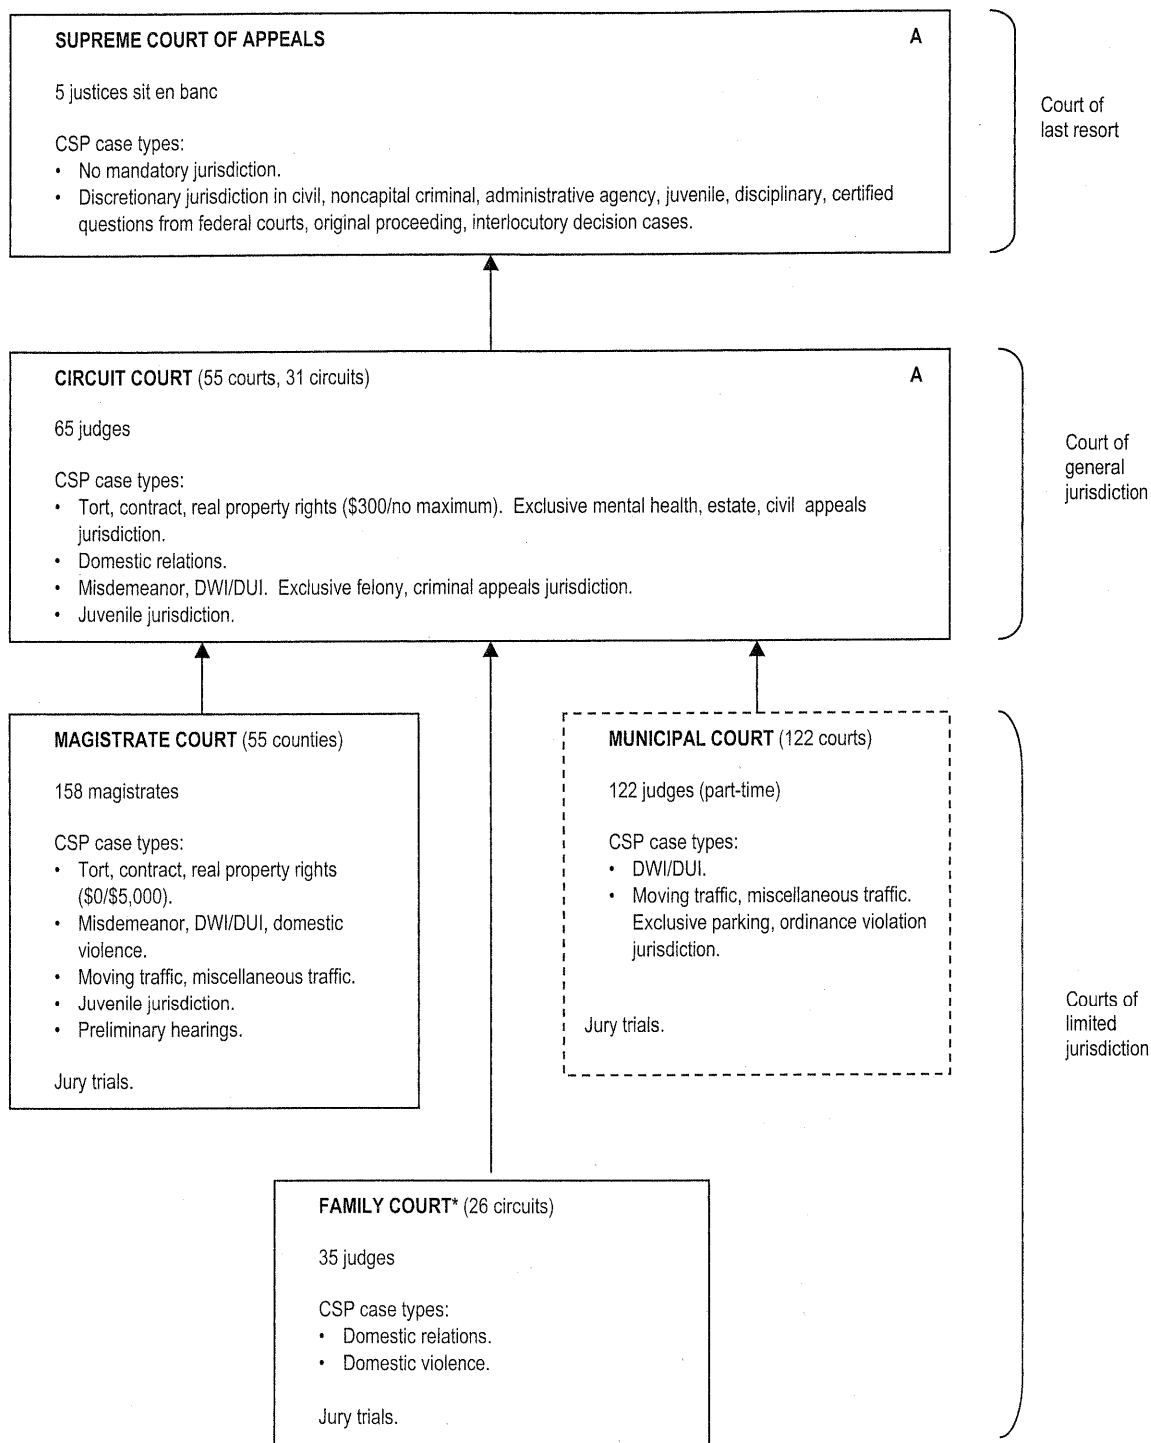 SUPREME COURT OF APPEALS A
5 justices sit en banc
CSP case types:
• No mandatory jurisdiction.
• Discretionary jurisdiction in civil, noncapital criminal, administrative agency, juvenile, disciplinary, certified
questions from federal courts, original proceeding, interlocutory decision cases.
Court of
last resort
CIRCUIT COURT (55 courts, 31 circuits) A
65 judges
CSP case types:
• Tort, contract, real property rights ($300/no maximum). Exclusive mental health, estate, civil appeals
jurisdiction.
• Domestic relations.
• Misdemeanor, DWI/DUI. Exclusive felony, criminal appeals jurisdiction.
• Juvenile jurisdiction.
Court of
general
jurisdiction
MAGISTRATE COURT (55 counties)
158 magistrates
CSP case types:
• Tort, contract, real property rights
($0/$5,000).
• Misdemeanor, DWI/DUI, domestic
violence.
• Moving traffic, miscellaneous traffic.
• Juvenile jurisdiction.
• Preliminary hearings.
Jury trials.
MUNICIPAL COURT (122 courts)
122 judges (part-time)
CSP case types:
• DWI/DUI.
• Moving traffic, miscellaneous traffic.
Exclusive parking, ordinance violation
jurisdiction.
Jury trials.
Courts of
limited
jurisdiction
FAMILY COURT* (26 circuits)
35 judges
CSP case types:
• Domestic relations.
• Domestic violence.
Jury trials.